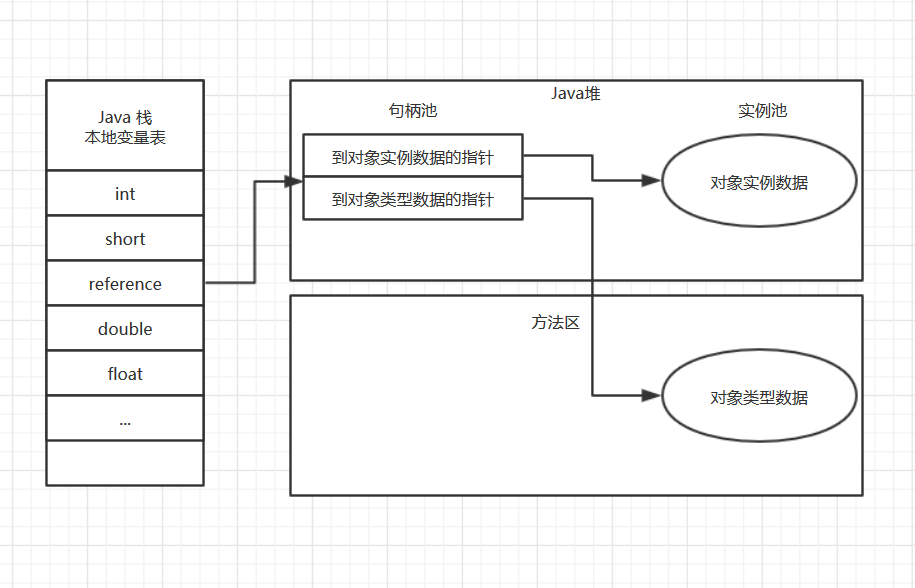 Java 栈
本地变量表
int
short
reference
double
float
...
Java堆
句柄池
实例池
到对象实例数据的指针
到对象类型数据的指针
对象实例数据
方法区
对象类型数据